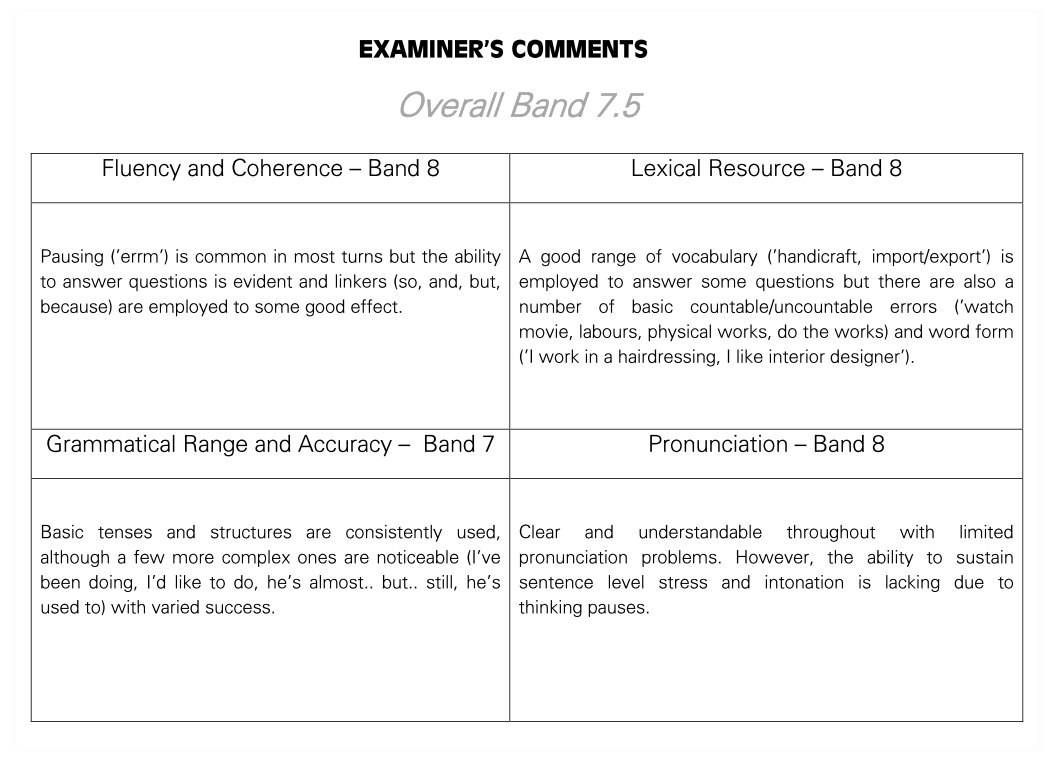 EXAMINER'S COMMENTS
Overall Band 7.5
Fluency and Coherence – Band 8
Pausing ('errm') is common in most turns but the ability
to answer questions is evident and linkers (so, and, but,
because) are employed to some good effect.
Lexical Resource – Band 8
A good range of vocabulary ('handicraft, import/export') is
employed to answer some questions but there are also a
number of basic countable/uncountable errors ('watch
movie, labours, physical works, do the works) and word form
('I work in a hairdressing, I like interior designer').
Grammatical Range and Accuracy – Band 7
Basic tenses and structures are consistently used,
although a few more complex ones are noticeable (I've
been doing, I'd like to do, he's almost.. but.. still, he's
used to) with varied success.
Pronunciation – Band 8
Clear and understandable throughout with limited
pronunciation problems. However, the ability to sustain
sentence level stress and intonation is lacking due to
thinking pauses.